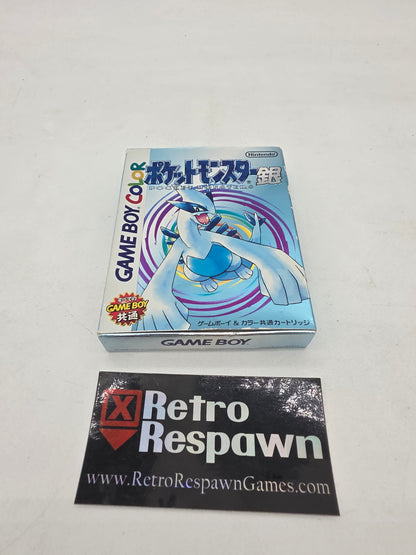 GAME BOY COLOR
Nintendo
ポケットモンスター銀
POCKET MONSTERS
GAME BOY
共通
ゲームボーイ & カラー共通カートリッジ
GAME BOY
X Retro
Respawn
www.RetroRespawnGames.com